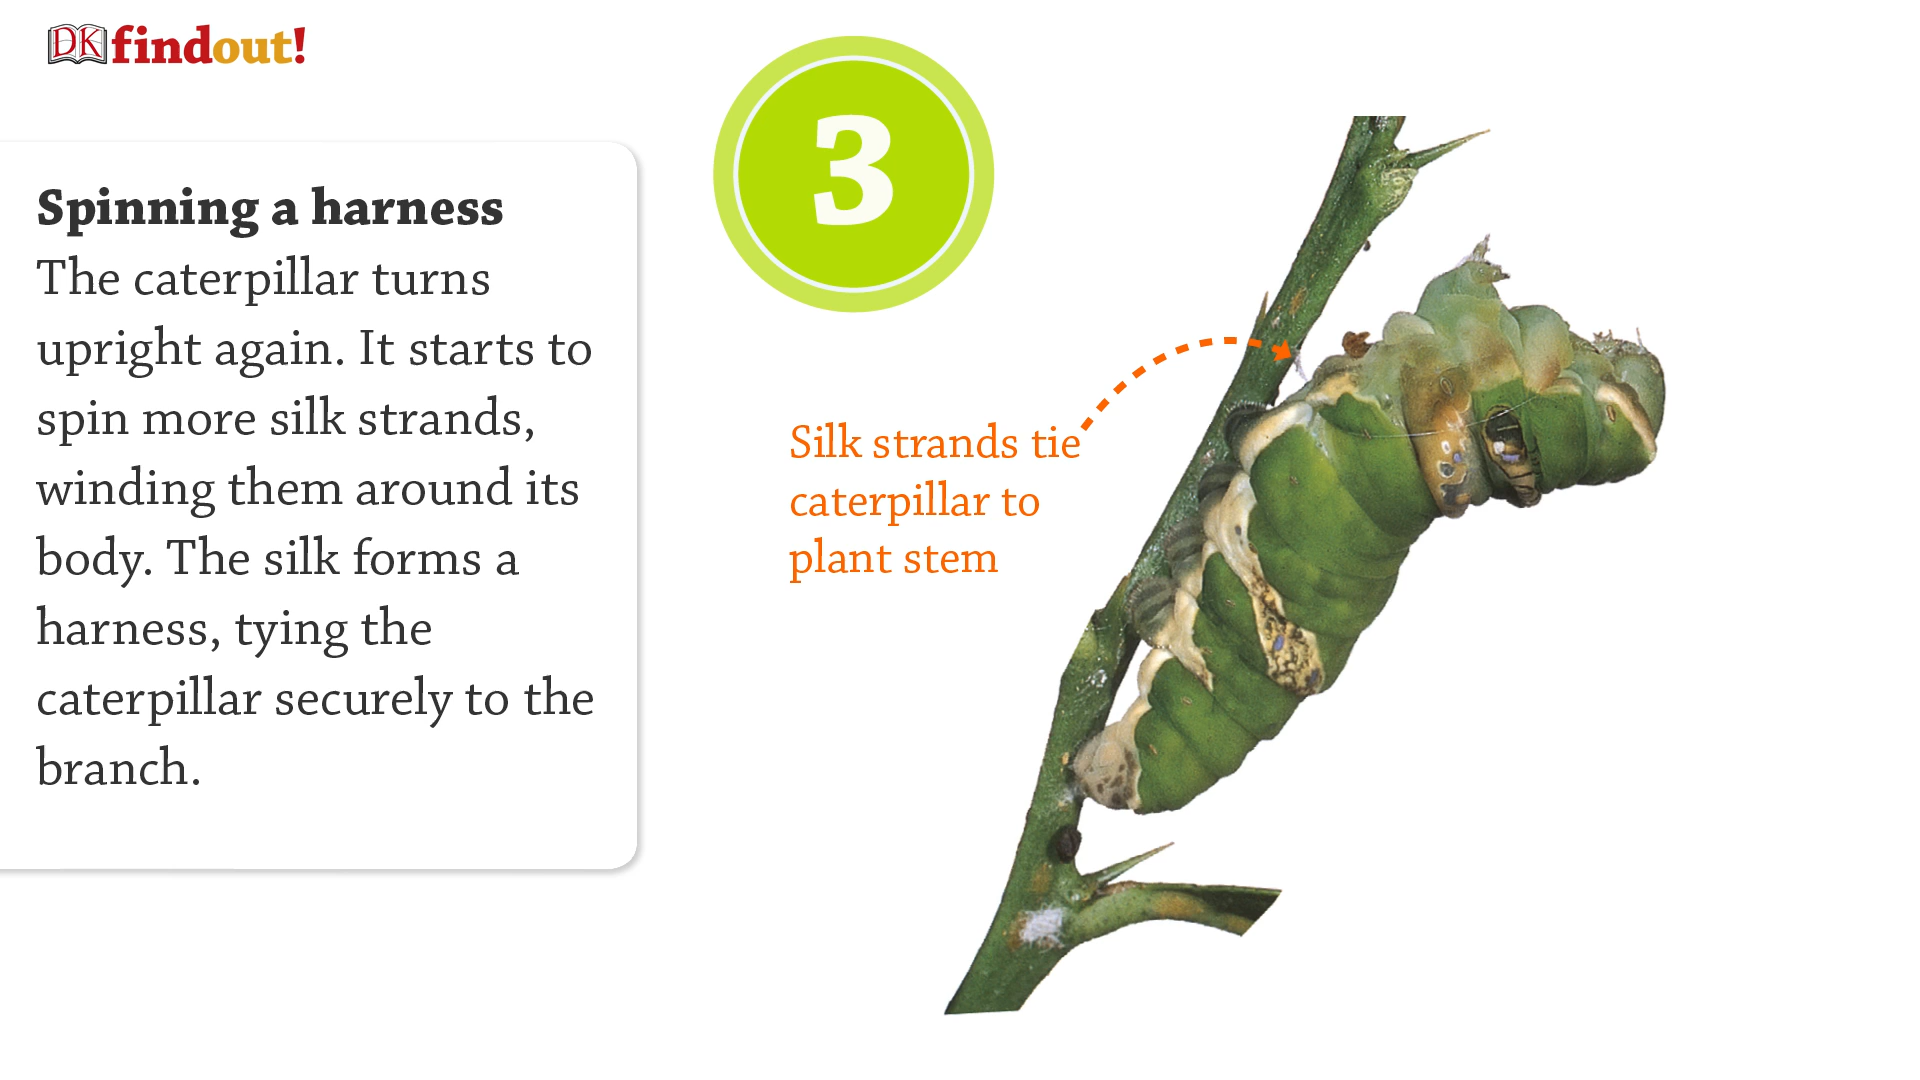 DK findout!
3
Spinning a harness
The caterpillar turns
upright again. It starts to
spin more silk strands,
winding them around its
body. The silk forms a
harness, tying the
caterpillar securely to the
branch.
Silk strands tie
caterpillar to
plant stem